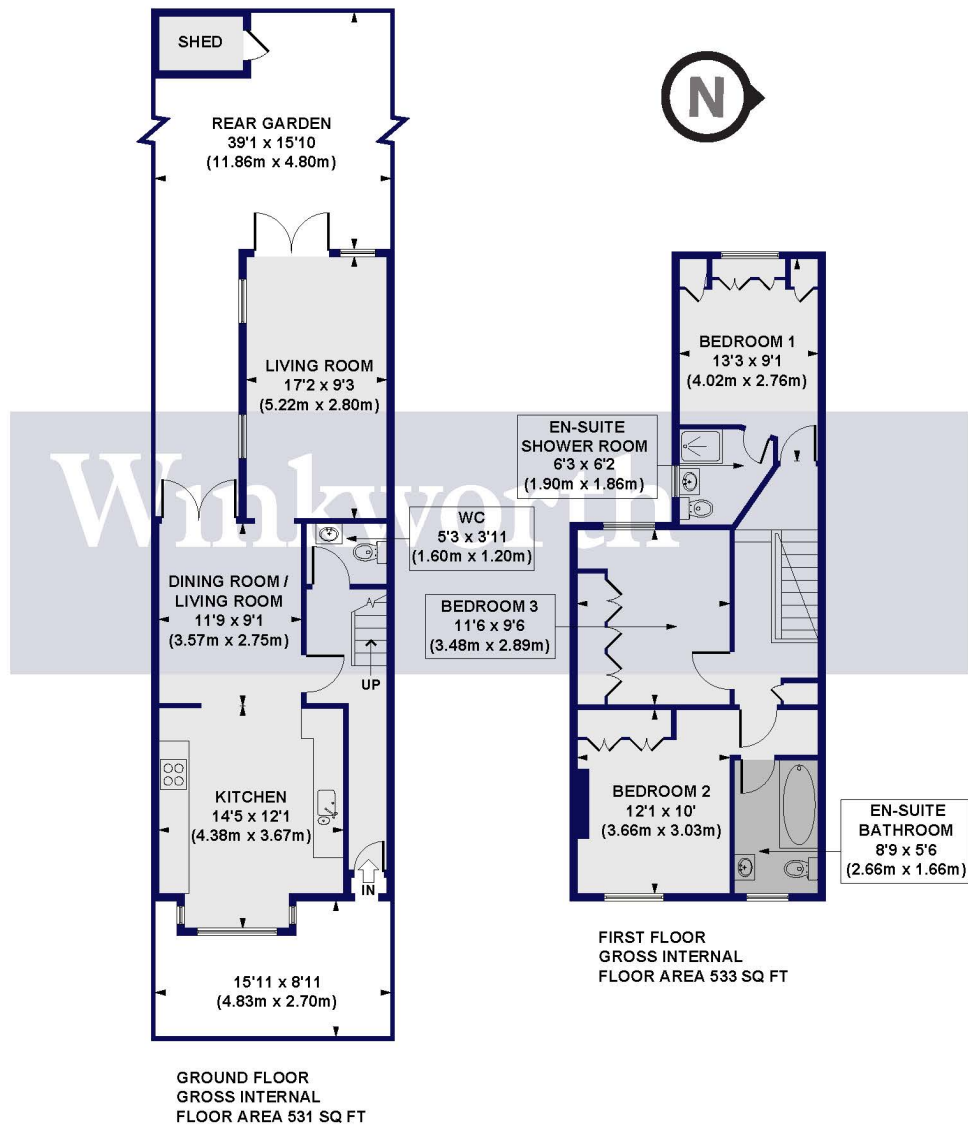 SHED
N
REAR GARDEN
39'1 x 15'10
(11.86m x 4.80m)
LIVING ROOM
17'2 x 9'3
(5.22m x 2.80m)
BEDROOM 1
13'3 x 9'1
(4.02m x 2.76m)
EN-SUITE
SHOWER ROOM
6'3 x 6'2
(1.90m x 1.86m)
Winkworth
WC
5'3 x 3'11
(1.60m x 1.20m)
DINING ROOM /
LIVING ROOM
11'9 x 9'1
(3.57m x 2.75m)
BEDROOM 3
11'6 x 9'6
(3.48m x 2.89m)
UP
KITCHEN
14'5 x 12'1
(4.38m x 3.67m)
BEDROOM 2
12'1 x 10'
(3.66m x 3.03m)
EN-SUITE
BATHROOM
8'9 x 5'6
(2.66m x 1.66m)
IN
15'11 x 8'11
(4.83m x 2.70m)
FIRST FLOOR
GROSS INTERNAL
FLOOR AREA 533 SQ FT
GROUND FLOOR
GROSS INTERNAL
FLOOR AREA 531 SQ FT